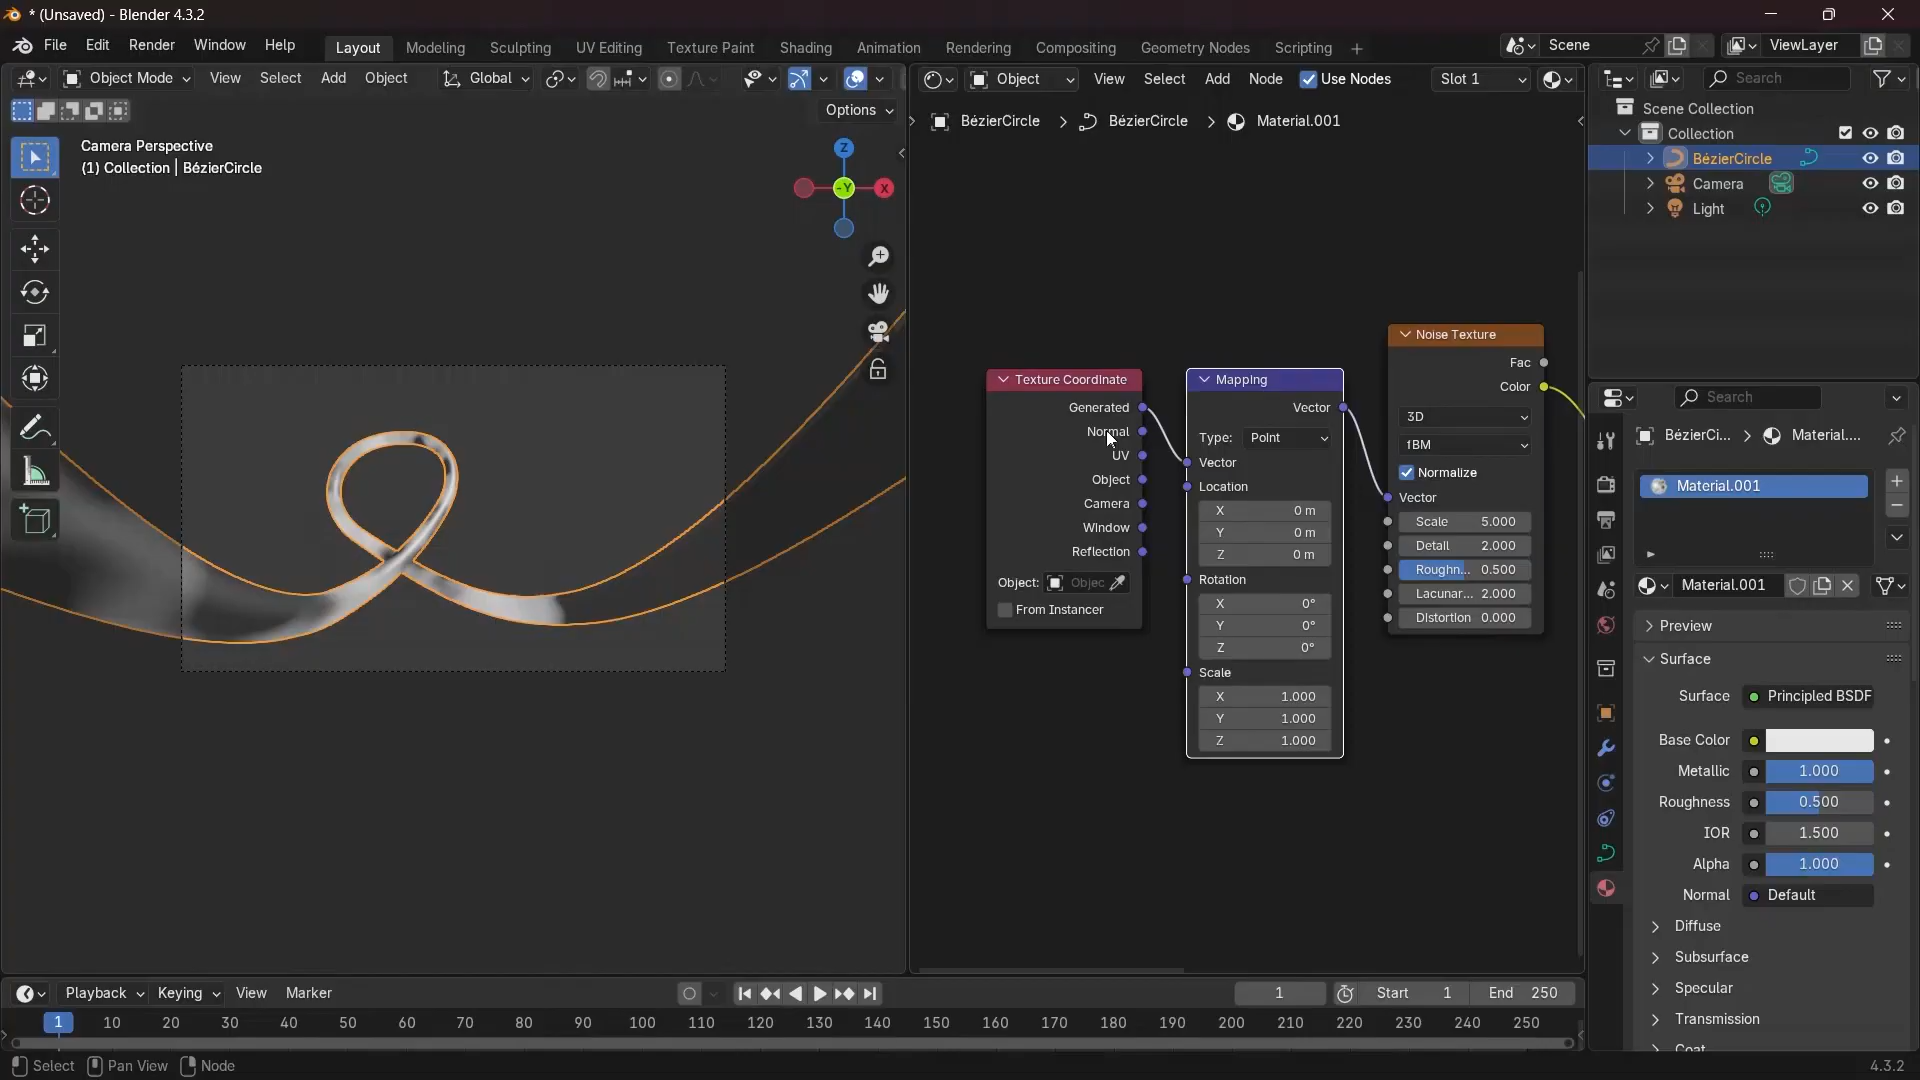 * (Unsaved) - Blender 4.3.2
File Edit Render Window Help Layout Modeling Sculpting UV Editing Texture Paint Shading Animation Rendering Compositing Geometry Nodes Scripting Scene ViewLayer
Object Mode View Select Add Object Global
Object View Select Add Node Use Nodes Slot 1
Search
Options
Camera Perspective
(1) Collection | BézierCircle
Z
-Y
X
BézierCircle > BézierCircle > Material.001
Scene Collection
Collection
BézierCircle
Camera
Light
Texture Coordinate
Generated
Normal
UV
Object
Camera
Window
Reflection
Object: Objec
From Instancer
Mapping
Vector
Type: Point
Vector
Location
X 0 m
Y 0 m
Z 0 m
Rotation
X 0°
Y 0°
Z 0°
Scale
X 1.000
Y 1.000
Z 1.000
Noise Texture
Fac
Color
3D
fBM
Normalize
Vector
Scale 5.000
Detail 2.000
Roughn... 0.500
Lacunar... 2.000
Distortion 0.000
Search
BézierCi... > Material....
Material.001
Material.001
Preview
Surface
Surface Principled BSDF
Base Color
Metallic 1.000
Roughness 0.500
IOR 1.500
Alpha 1.000
Normal Default
Diffuse
Subsurface
Specular
Transmission
Coat
Playback Keying View Marker 1 Start 1 End 250
1 10 20 30 40 50 60 70 80 90 100 110 120 130 140 150 160 170 180 190 200 210 220 230 240 250
Select Pan View Node 4.3.2